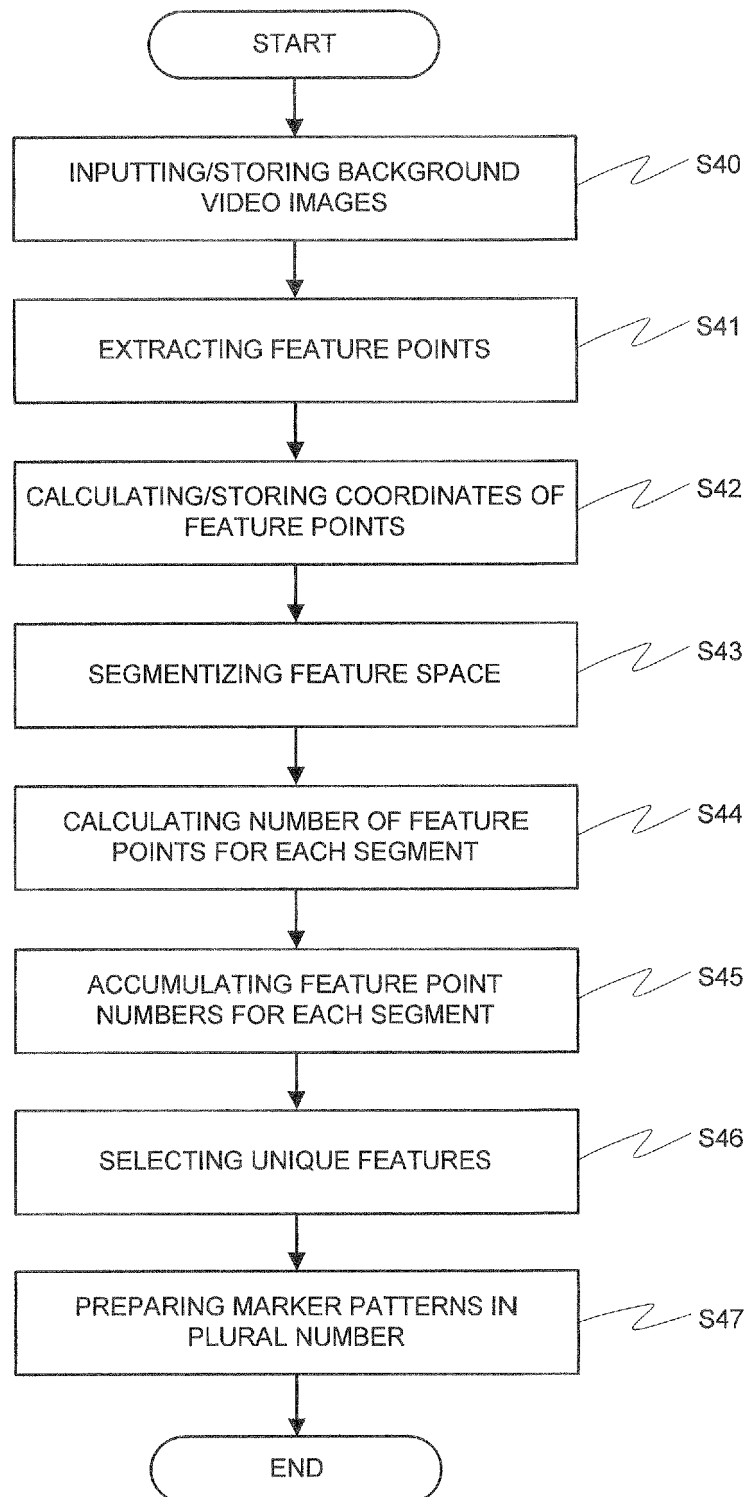 START
INPUTTING/STORING BACKGROUND
VIDEO IMAGES
S40
EXTRACTING FEATURE POINTS
S41
CALCULATING/STORING COORDINATES OF
FEATURE POINTS
S42
SEGMENTIZING FEATURE SPACE
S43
CALCULATING NUMBER OF FEATURE
POINTS FOR EACH SEGMENT
S44
ACCUMULATING FEATURE POINT
NUMBERS FOR EACH SEGMENT
S45
SELECTING UNIQUE FEATURES
S46
PREPARING MARKER PATTERNS IN
PLURAL NUMBER
S47
END